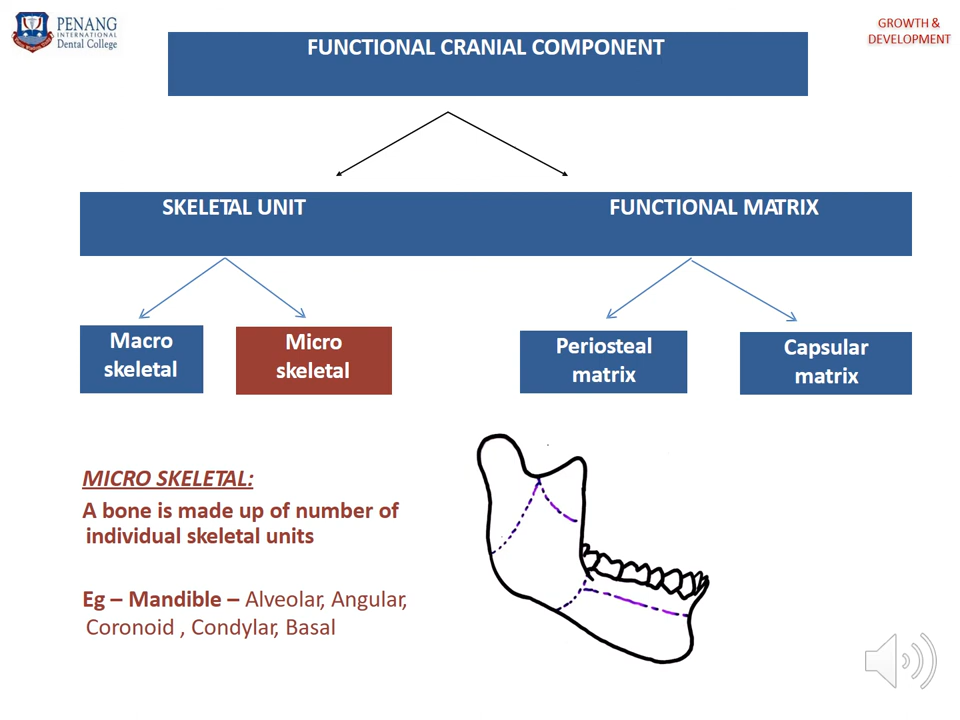 PENANG
INTERNATIONAL
Dental College
GROWTH &
DEVELOPMENT
FUNCTIONAL CRANIAL COMPONENT
SKELETAL UNIT
FUNCTIONAL MATRIX
Macro
skeletal
Micro
skeletal
Periosteal
matrix
Capsular
matrix
MICRO SKELETAL:
A bone is made up of number of
individual skeletal units
Eg – Mandible – Alveolar, Angular,
Coronoid , Condylar, Basal